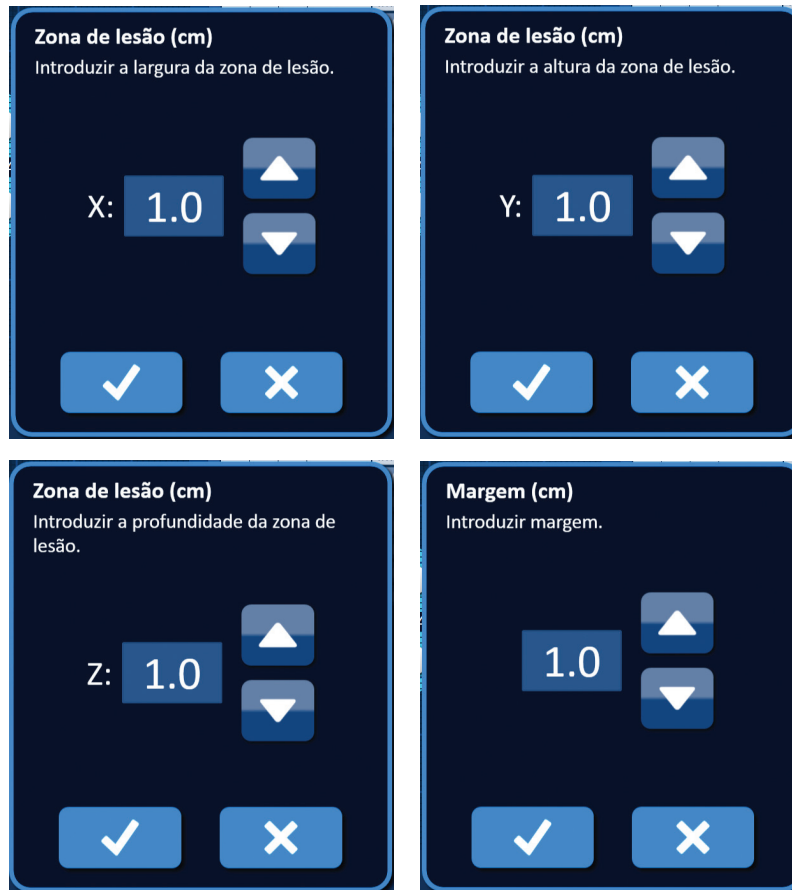 Zona de lesão (cm)
Introduzir a largura da zona de lesão.
X: 1.0
Zona de lesão (cm)
Introduzir a altura da zona de lesão.
Y: 1.0
Zona de lesão (cm)
Introduzir a profundidade da zona de
lesão.
Z: 1.0
Margem (cm)
Introduzir margem.
1.0